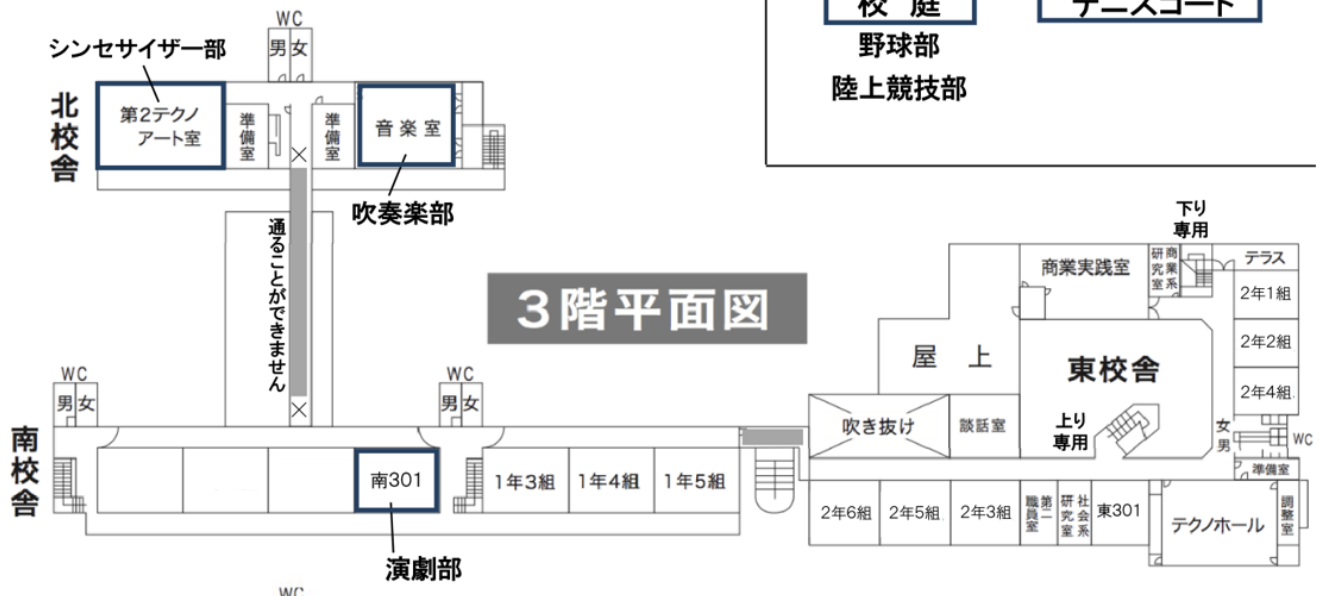 校庭
テニスコート
野球部
陸上競技部
WC
男 女
シンセサイザー部
北校舎
第2テクノ
アート室
準備室
準備室
音楽室
吹奏楽部
通ることができません
3階平面図
下り
専用
商業実践室
商業系
研究室
テラス
2年1組
2年2組
2年4組
屋上
東校舎
吹き抜け
談話室
上り
専用
女
男
WC
準備室
WC
男 女
WC
男 女
南校舎
南301
1年3組
1年4組
1年5組
2年6組
2年5組
2年3組
第二
職員室
社会系
研究室
東301
テクノホール
調整室
演劇部
WC